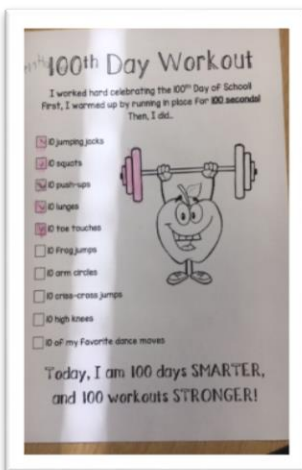 100th Day Workout
I worked hard celebrating the 100th Day of School!
First, I warmed up by running in place for 100 seconds!
Then, I did...
10 jumping jacks
10 squats
10 push-ups
10 lunges
10 toe touches
10 frog jumps
10 arm circles
10 criss-cross jumps
10 high knees
10 of my favorite dance moves
Today, I am 100 days SMARTER,
and 100 workouts STRONGER!